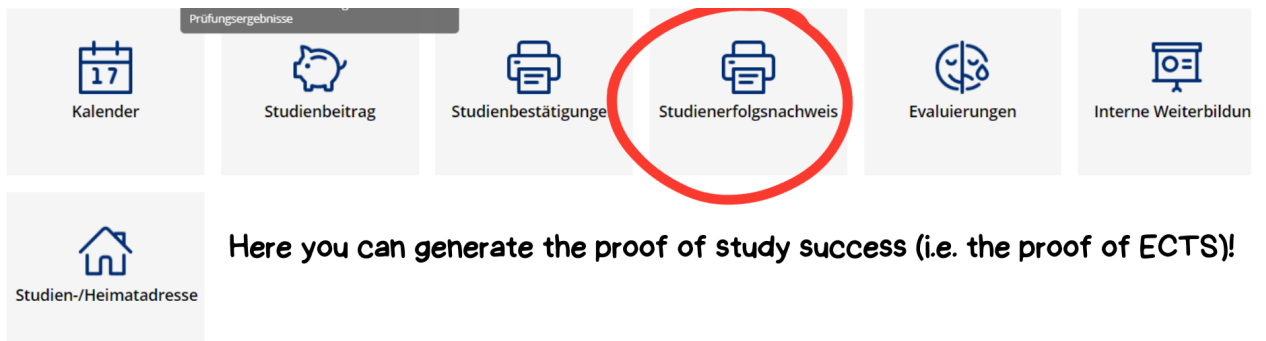 Prüfungsergebnisse
17
Kalender
Studienbeitrag
Studienbestätigunge
Studienerfolgsnachweis
Evaluierungen
Interne Weiterbildun
Here you can generate the proof of study success (i.e. the proof of ECTS)!
Studien-/Heimatadresse